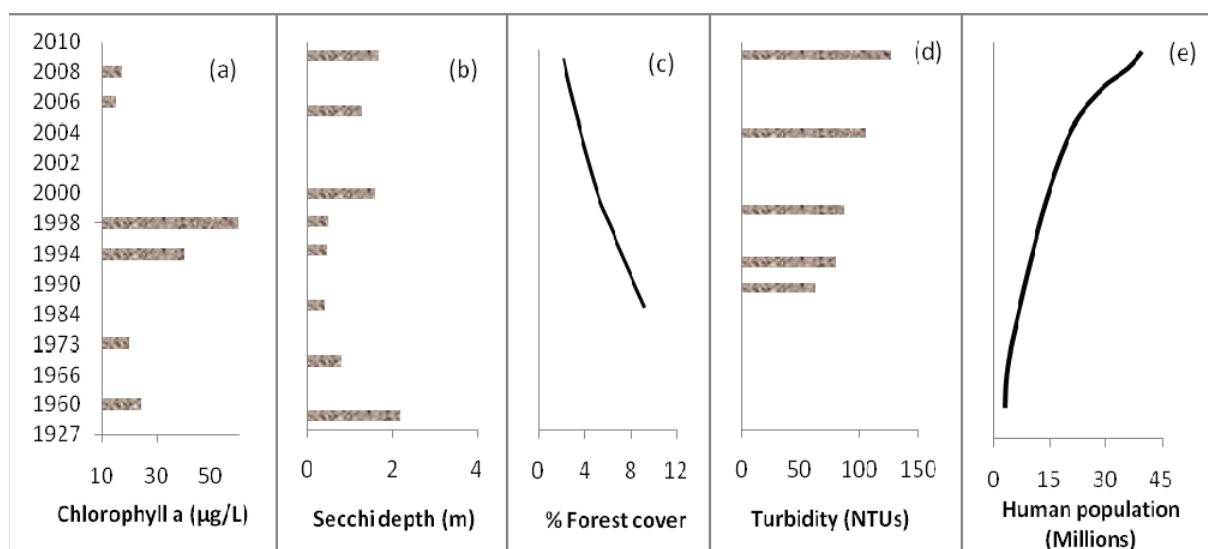 2010
2008
2006
2004
2002
2000
1998
1994
1990
1984
1973
1966
1960
1927
(a)
10 30 50
Chlorophyll a (µg/L)
(b)
0 2 4
Secchi depth (m)
(c)
0 4 8 12
% Forest cover
(d)
0 50 100 150
Turbidity (NTUs)
(e)
0 15 30 45
Human population
(Millions)